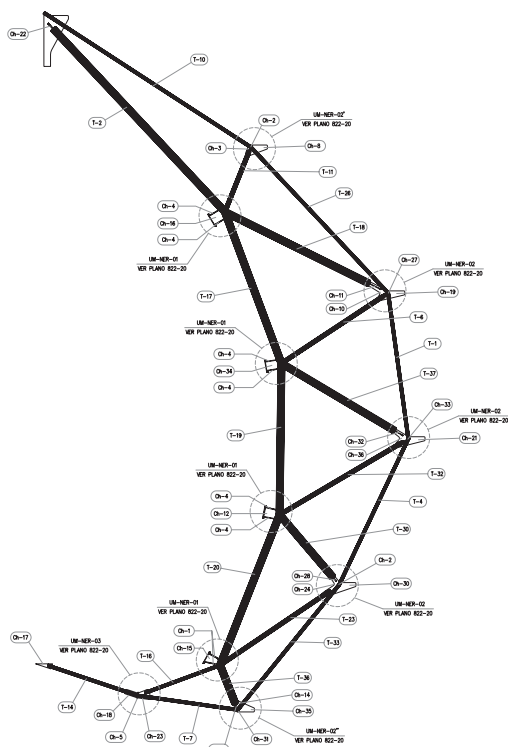 Ch-22
T-10
T-2
UM-NER-02'
VER PLANO 822-20
Ch-2
Ch-3
Ch-8
T-11
T-26
Ch-4
Ch-16
Ch-4
T-18
UM-NER-01
VER PLANO 822-20
Ch-27
UM-NER-02
VER PLANO 822-20
Ch-11
Ch-19
Ch-10
T-17
T-6
UM-NER-01
VER PLANO 822-20
T-1
Ch-4
Ch-34
Ch-4
T-37
Ch-33
UM-NER-02
VER PLANO 822-20
T-19
Ch-32
Ch-21
Ch-36
UM-NER-01
VER PLANO 822-20
T-32
Ch-4
T-4
Ch-12
Ch-4
T-30
T-20
Ch-28
Ch-2
Ch-24
Ch-30
UM-NER-01
VER PLANO 822-20
UM-NER-02
VER PLANO 822-20
T-23
Ch-1
T-33
Ch-17
UM-NER-03
VER PLANO 822-20
Ch-15
T-16
T-36
Ch-14
T-14
Ch-18
Ch-35
Ch-5
Ch-23
T-7
Ch-31
UM-NER-02''
VER PLANO 822-20